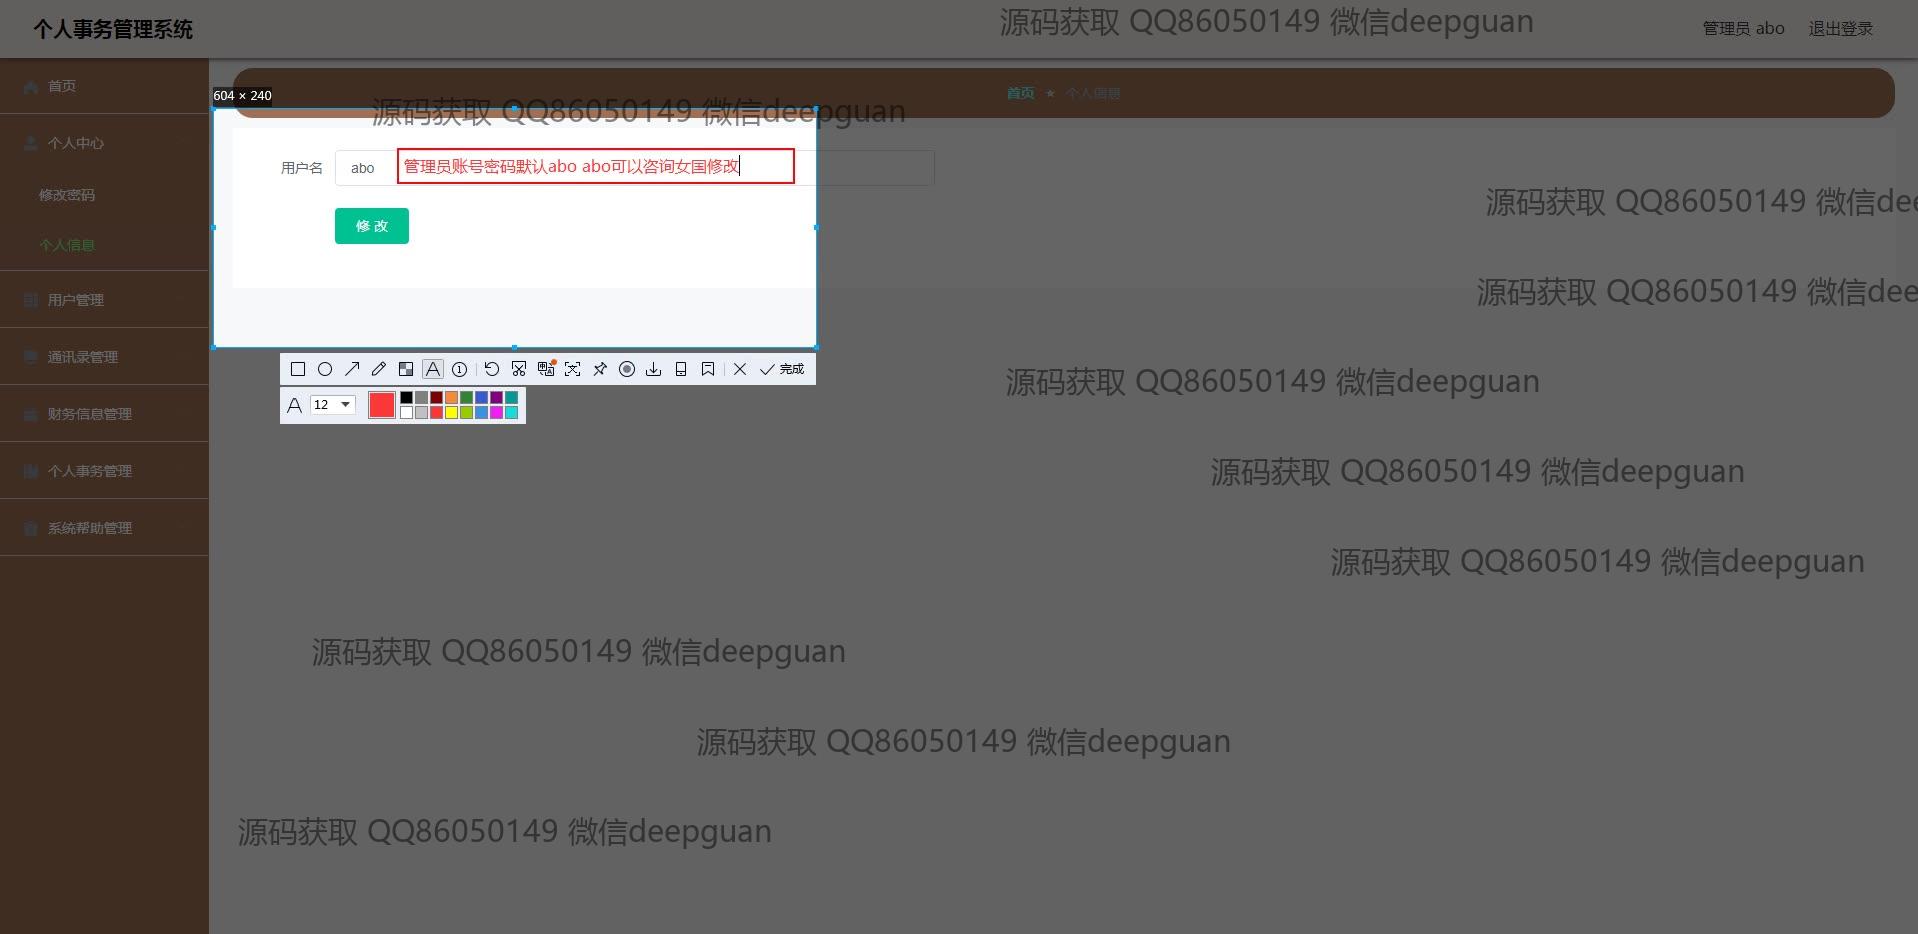 个人事务管理系统
源码获取 QQ86050149 微信deepguan
管理员 abo
退出登录
首页
个人中心
修改密码
个人信息
用户管理
通讯录管理
财务信息管理
个人事务管理
系统帮助管理
604 × 240
首页 ★ 个人信息
源码获取 QQ86050149 微信deepguan
用户名
abo
管理员账号密码默认abo abo可以咨询女国修改
修 改
源码获取 QQ86050149 微信dee
源码获取 QQ86050149 微信dee
A 1 完成
A 12
源码获取 QQ86050149 微信deepguan
源码获取 QQ86050149 微信deepguan
源码获取 QQ86050149 微信deepguan
源码获取 QQ86050149 微信deepguan
源码获取 QQ86050149 微信deepguan
源码获取 QQ86050149 微信deepguan